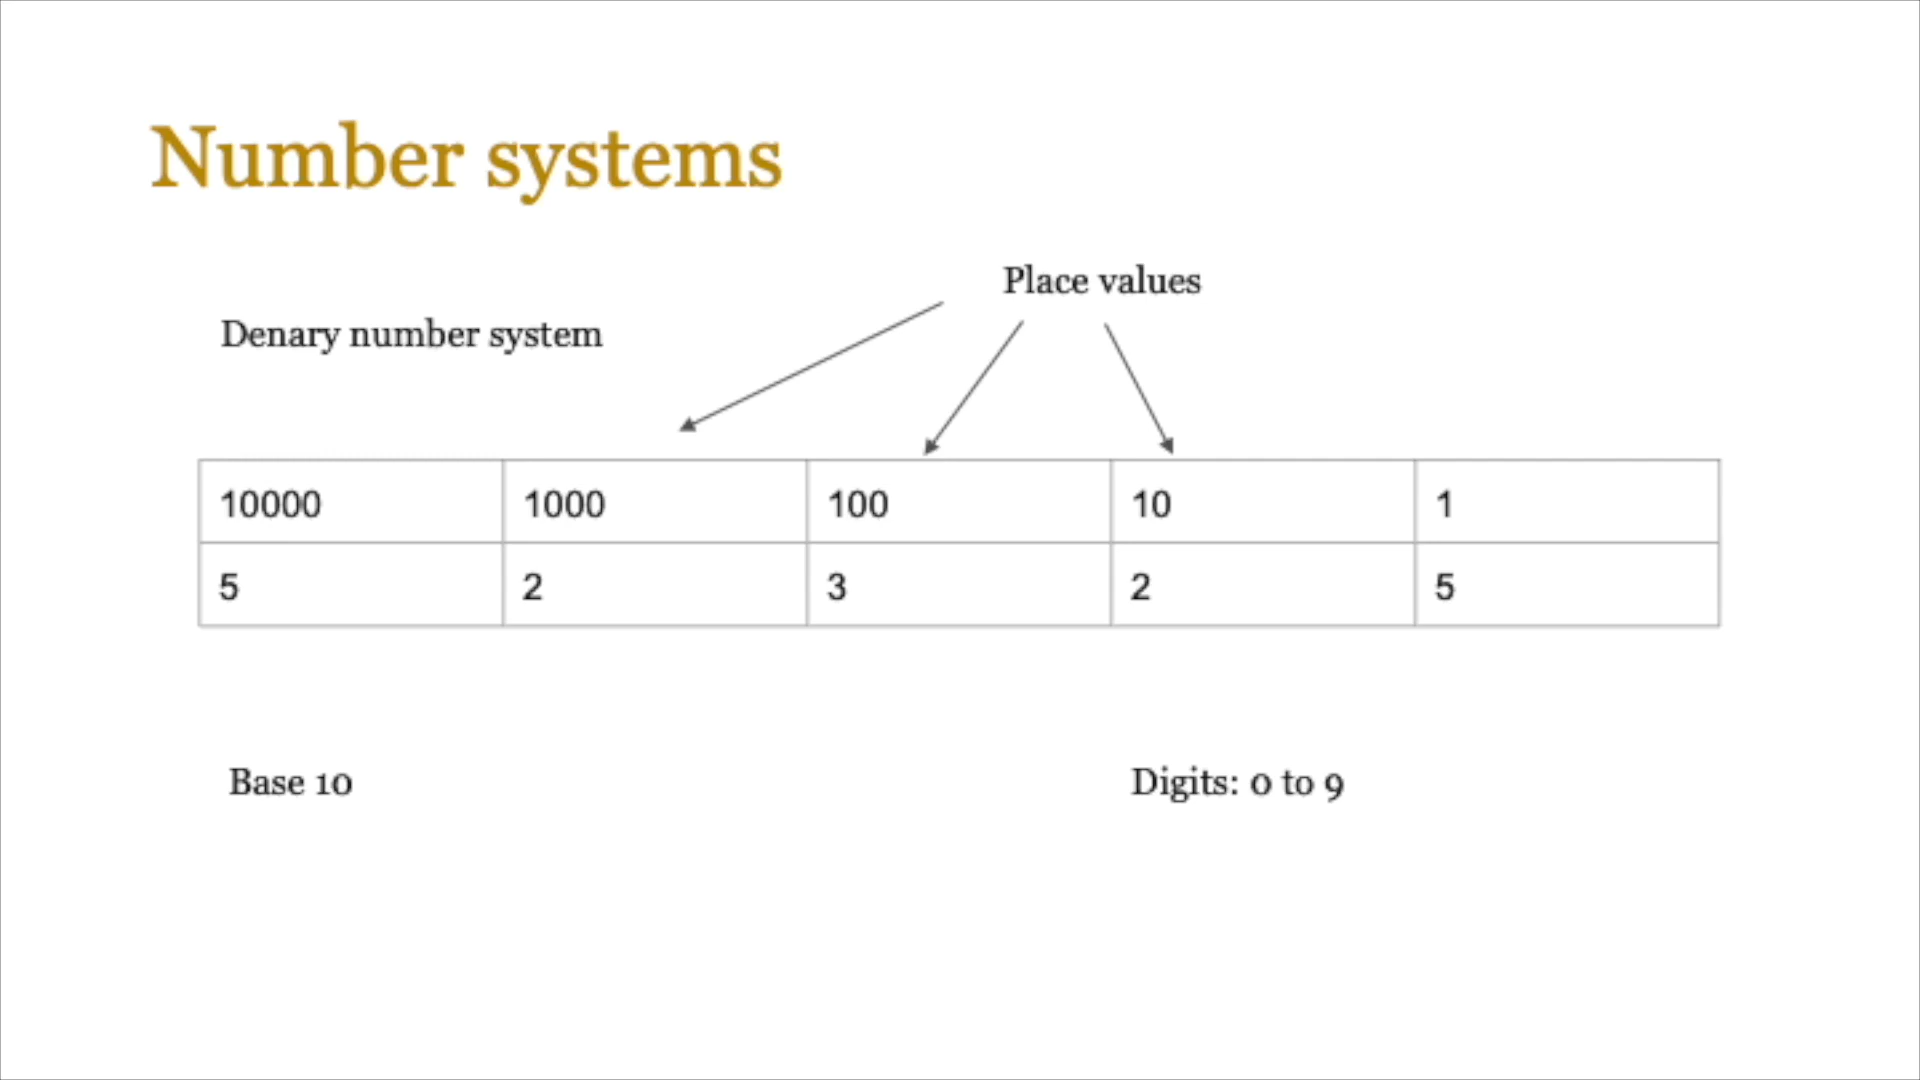 Number systems
Place values
Denary number system
10000 1000 100 10 1
5 2 3 2 5
Base 10
Digits: 0 to 9